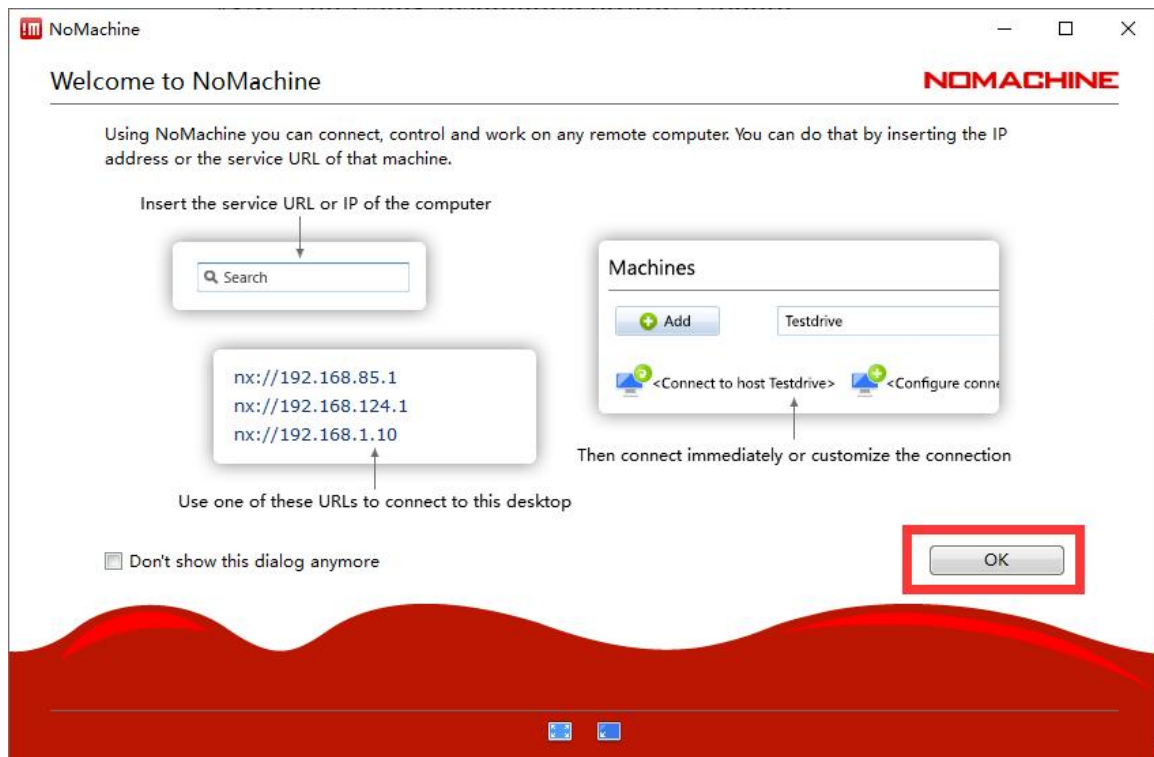 !m NoMachine
Welcome to NoMachine
NOMACHINE
Using NoMachine you can connect, control and work on any remote computer. You can do that by inserting the IP
address or the service URL of that machine.
Insert the service URL or IP of the computer
Search
nx://192.168.85.1
nx://192.168.124.1
nx://192.168.1.10
Use one of these URLs to connect to this desktop
Machines
Add
Testdrive
<Connect to host Testdrive>
<Configure conne
Then connect immediately or customize the connection
Don't show this dialog anymore
OK